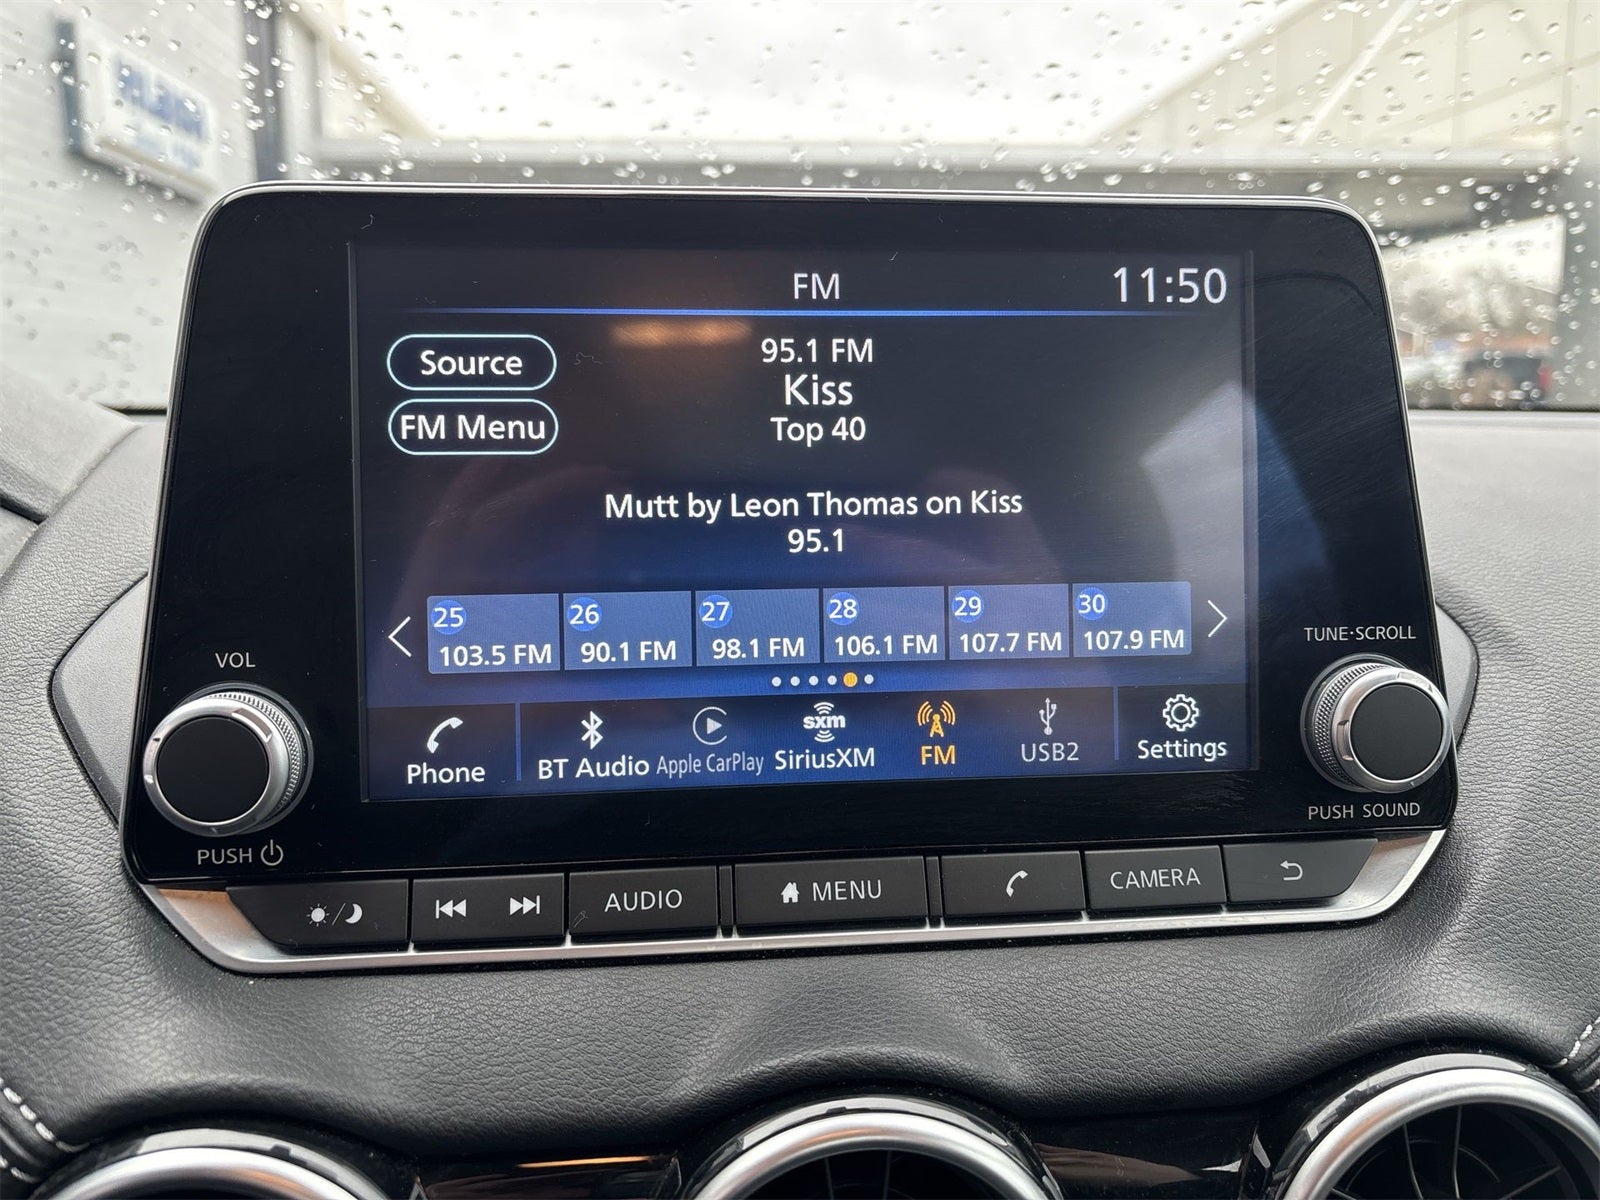 FM
11:50
Source
95.1 FM
Kiss
FM Menu
Top 40
Mutt by Leon Thomas on Kiss
95.1
25
26
27
28
29
30
103.5 FM
90.1 FM
98.1 FM
106.1 FM
107.7 FM
107.9 FM
Phone
BT Audio
Apple CarPlay
sxm
SiriusXM
FM
USB2
Settings
VOL
PUSH
TUNE·SCROLL
PUSH SOUND
AUDIO
MENU
CAMERA